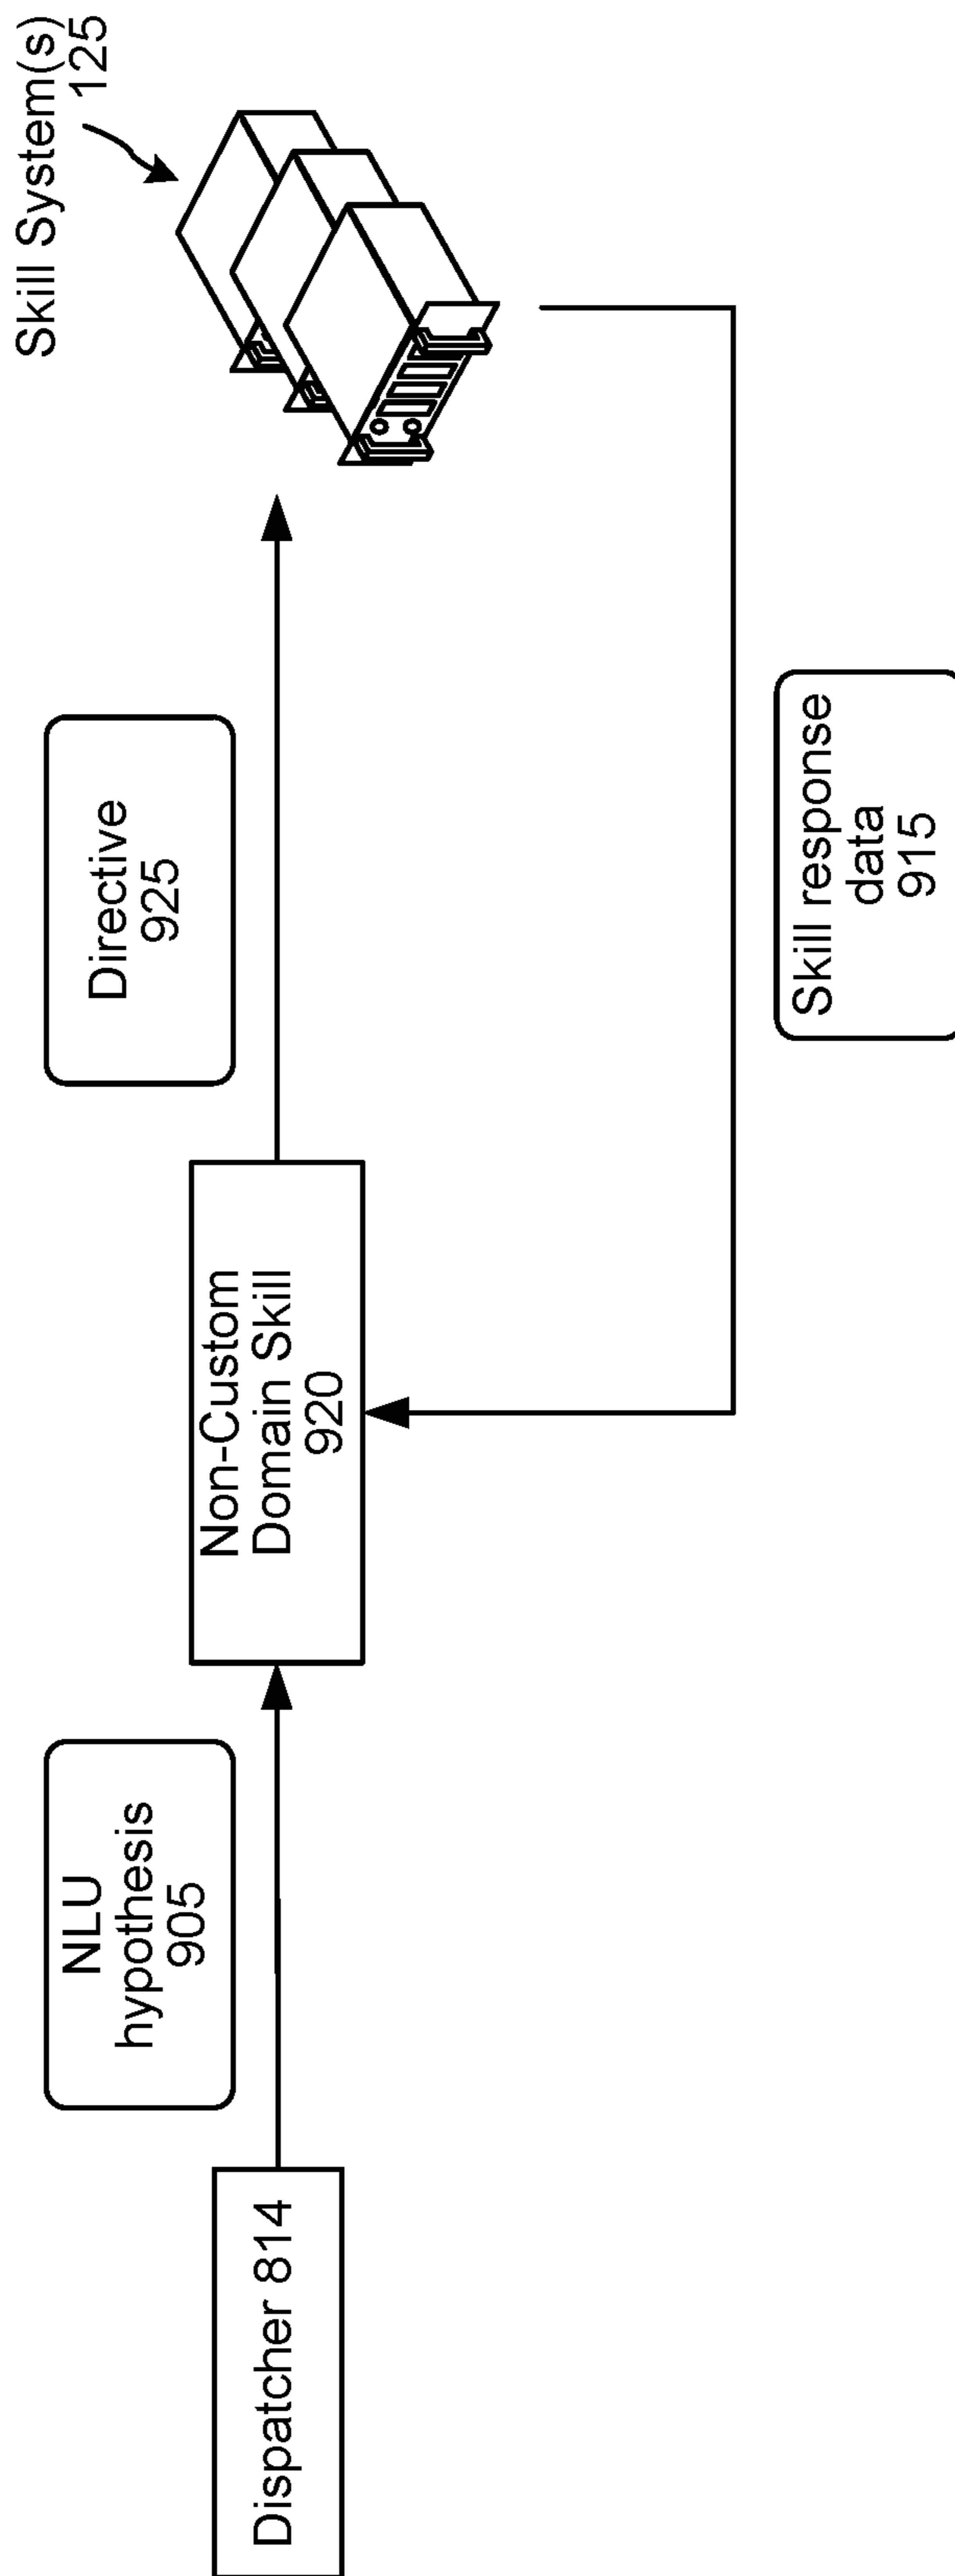 Dispatcher 814
NLU
hypothesis
905
Non-Custom
Domain Skill
920
Directive
925
Skill System(s)
125
Skill response
data
915